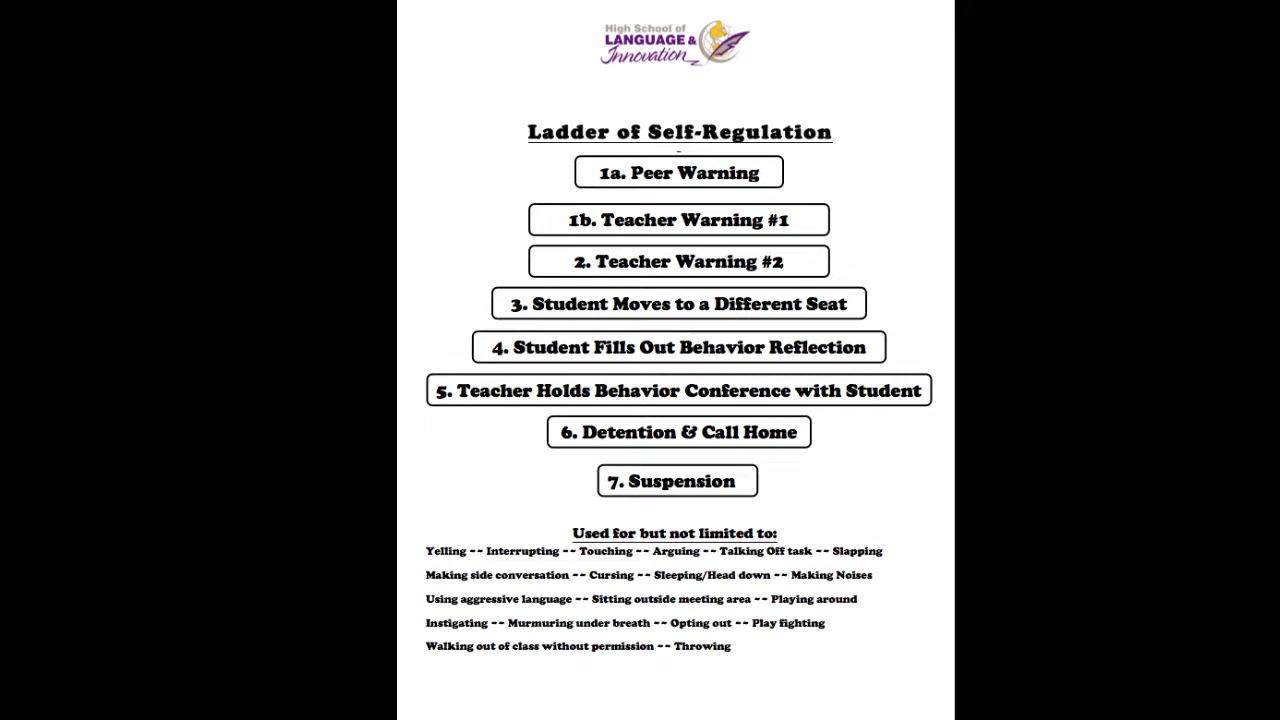 High School of
LANGUAGE &
Innovation
Ladder of Self-Regulation
-
1a. Peer Warning
1b. Teacher Warning #1
2. Teacher Warning #2
3. Student Moves to a Different Seat
4. Student Fills Out Behavior Reflection
5. Teacher Holds Behavior Conference with Student
6. Detention & Call Home
7. Suspension
Used for but not limited to:
Yelling -- Interrupting -- Touching -- Arguing -- Talking Off task -- Slapping
Making side conversation -- Cursing -- Sleeping/Head down -- Making Noises
Using aggressive language -- Sitting outside meeting area -- Playing around
Instigating -- Murmuring under breath -- Opting out -- Play fighting
Walking out of class without permission -- Throwing